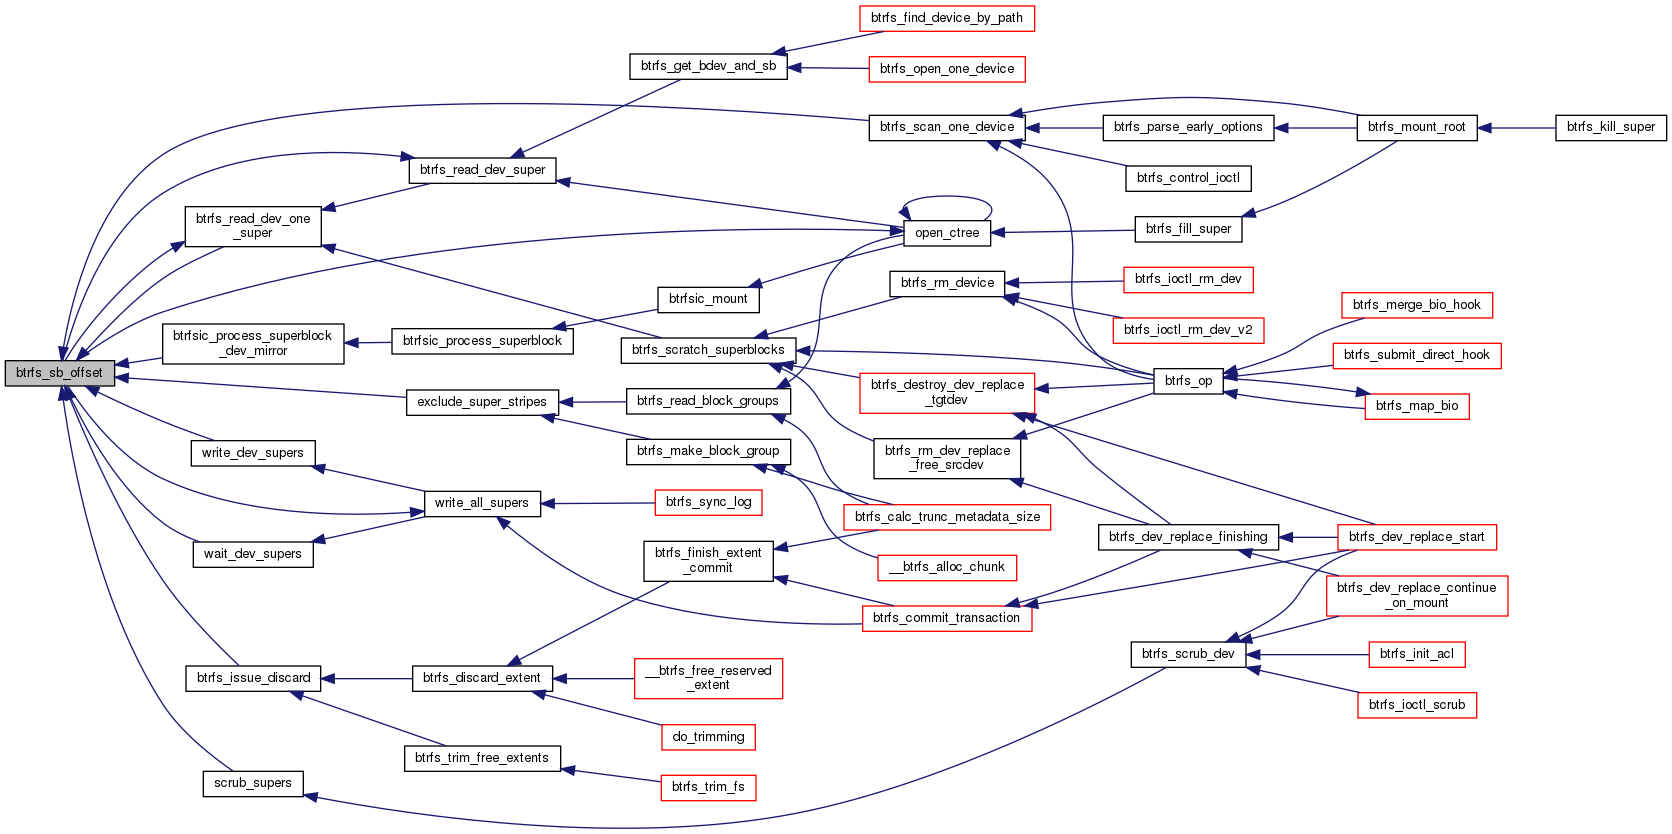 btrfs_find_device_by_path
btrfs_get_bdev_and_sb
btrfs_open_one_device
btrfs_scan_one_device
btrfs_parse_early_options
btrfs_mount_root
btrfs_kill_super
btrfs_read_dev_super
btrfs_control_ioctl
btrfs_read_dev_one
_super
open_ctree
btrfs_fill_super
btrfs_rm_device
btrfs_ioctl_rm_dev
btrfsic_mount
btrfs_merge_bio_hook
btrfs_ioctl_rm_dev_v2
btrfsic_process_superblock
_dev_mirror
btrfsic_process_superblock
btrfs_scratch_superblocks
btrfs_submit_direct_hook
btrfs_sb_offset
btrfs_op
btrfs_destroy_dev_replace
_tgtdev
exclude_super_stripes
btrfs_read_block_groups
btrfs_map_bio
write_dev_supers
btrfs_make_block_group
btrfs_rm_dev_replace
_free_srcdev
write_all_supers
btrfs_sync_log
btrfs_calc_trunc_metadata_size
btrfs_dev_replace_finishing
btrfs_dev_replace_start
wait_dev_supers
btrfs_finish_extent
_commit
__btrfs_alloc_chunk
btrfs_dev_replace_continue
_on_mount
btrfs_commit_transaction
btrfs_scrub_dev
btrfs_init_acl
btrfs_issue_discard
btrfs_discard_extent
__btrfs_free_reserved
_extent
btrfs_ioctl_scrub
do_trimming
btrfs_trim_free_extents
scrub_supers
btrfs_trim_fs